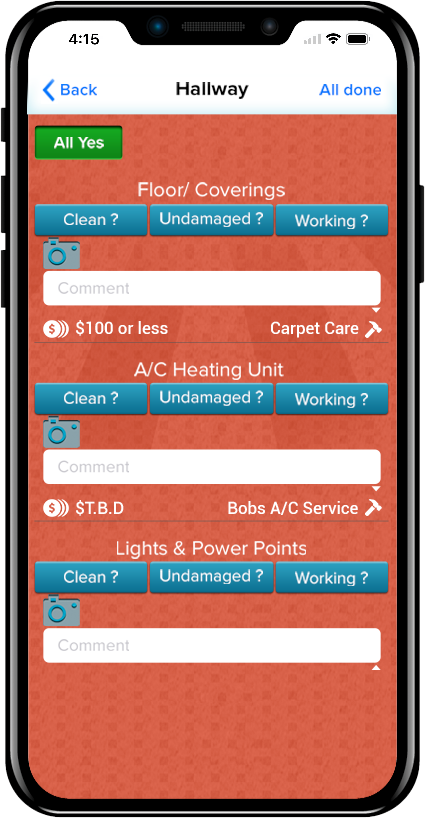 4:15
Back Hallway All done
All Yes
Floor/ Coverings
Clean ? Undamaged ? Working ?
Comment
$ $100 or less Carpet Care
A/C Heating Unit
Clean ? Undamaged ? Working ?
Comment
$ $T.B.D Bobs A/C Service
Lights & Power Points
Clean ? Undamaged ? Working ?
Comment